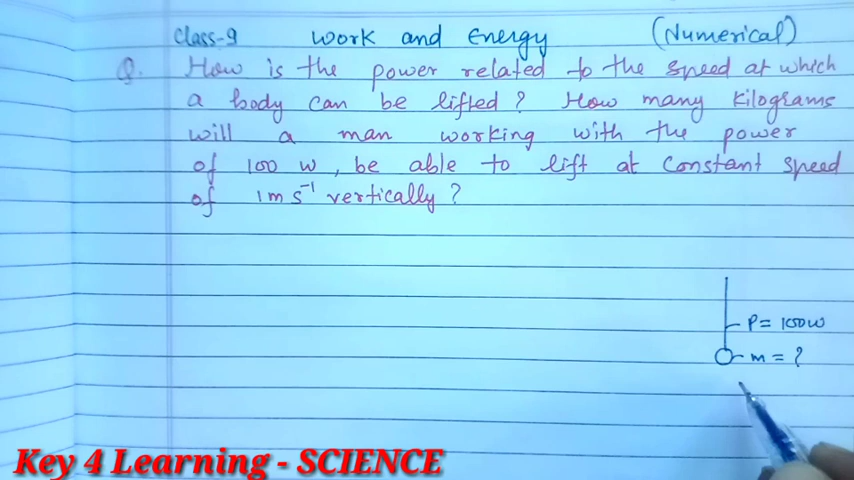 Class-9 Work and Energy (Numerical)
Q. How is the power related to the speed at which
a body can be lifted? How many kilograms
will a man working with the power
of 100 W, be able to lift at constant speed
of 1 m s⁻¹ vertically?
P = 100W
m = ?
Key 4 Learning - SCIENCE